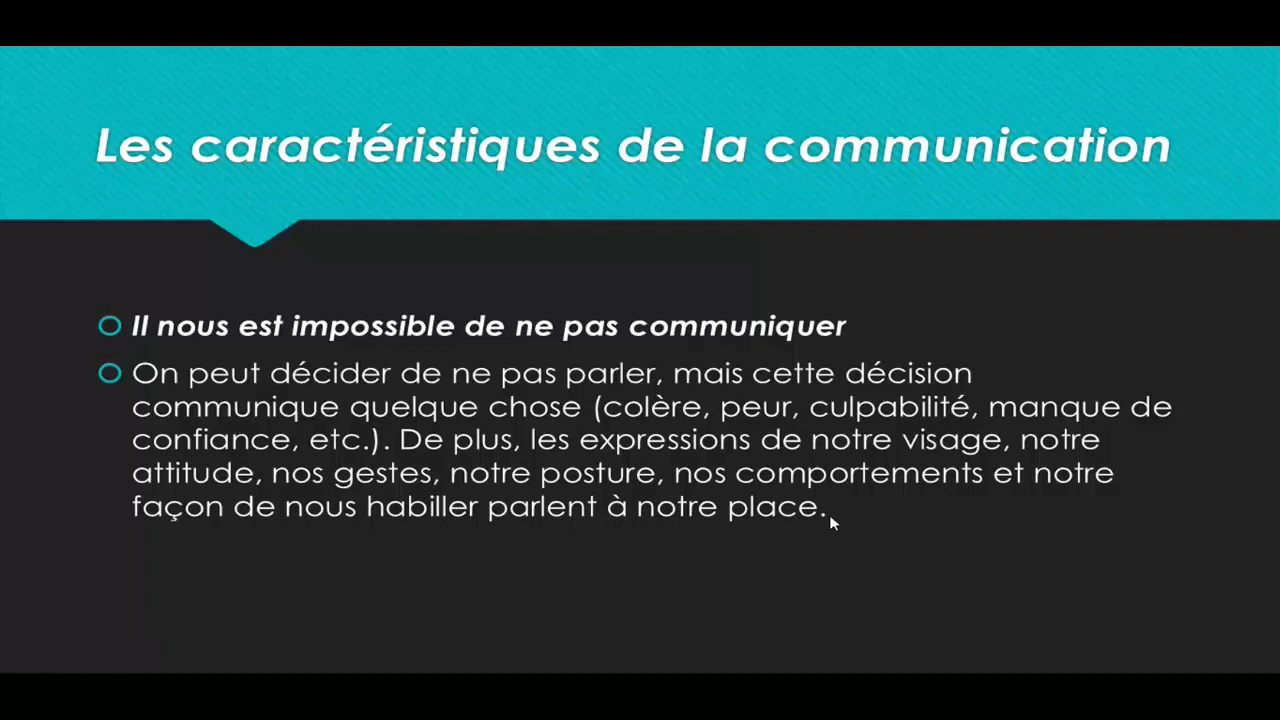 Les caractéristiques de la communication
Il nous est impossible de ne pas communiquer
On peut décider de ne pas parler, mais cette décision
communique quelque chose (colère, peur, culpabilité, manque de
confiance, etc.). De plus, les expressions de notre visage, notre
attitude, nos gestes, notre posture, nos comportements et notre
façon de nous habiller parlent à notre place.